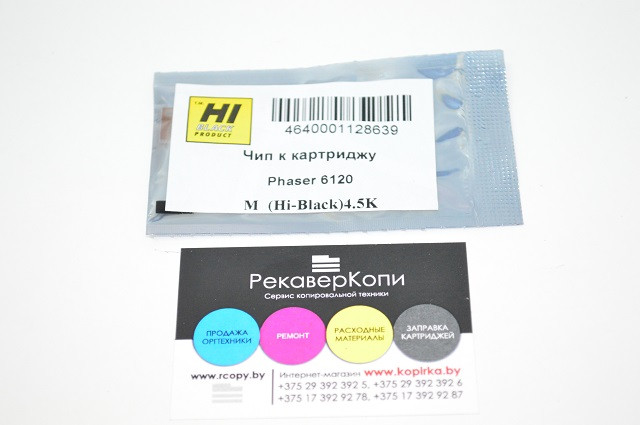 ™ HI
BLACK
PRODUCT
4640001128639
Чип к картриджу
Phaser 6120
M (Hi-Black)4.5K
РекаверКопи
Сервис копировальной техники
ПРОДАЖА
ОРГТЕХНИКИ
РЕМОНТ
РАСХОДНЫЕ
МАТЕРИАЛЫ
ЗАПРАВКА
КАРТРИДЖЕЙ
www.rcopy.by
Интернет-магазин www.kopirka.by
+375 29 392 392 5, +375 29 392 392 6
+375 17 392 92 78, +375 17 392 92 87